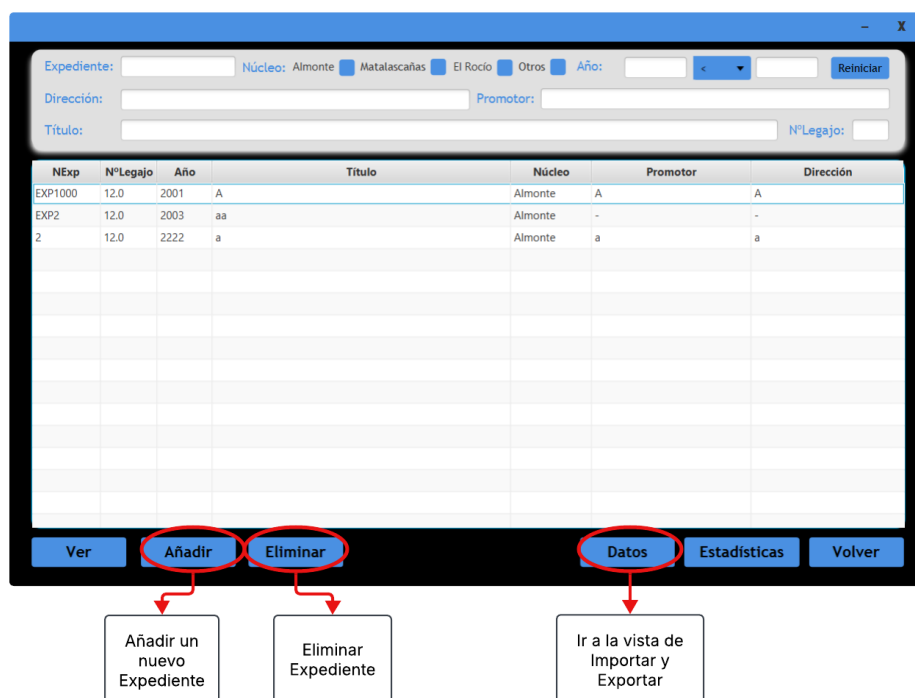 – X
Expediente: Núcleo: Almonte Matalascañas El Rocío Otros Año: < Reiniciar
Dirección: Promotor:
Título: NºLegajo:
NExp NºLegajo Año Título Núcleo Promotor Dirección
EXP1000 12.0 2001 A Almonte A A
EXP2 12.0 2003 aa Almonte - -
2 12.0 2222 a Almonte a a
Ver Añadir Eliminar Datos Estadísticas Volver
Añadir un
nuevo
Expediente
Eliminar
Expediente
Ir a la vista de
Importar y
Exportar